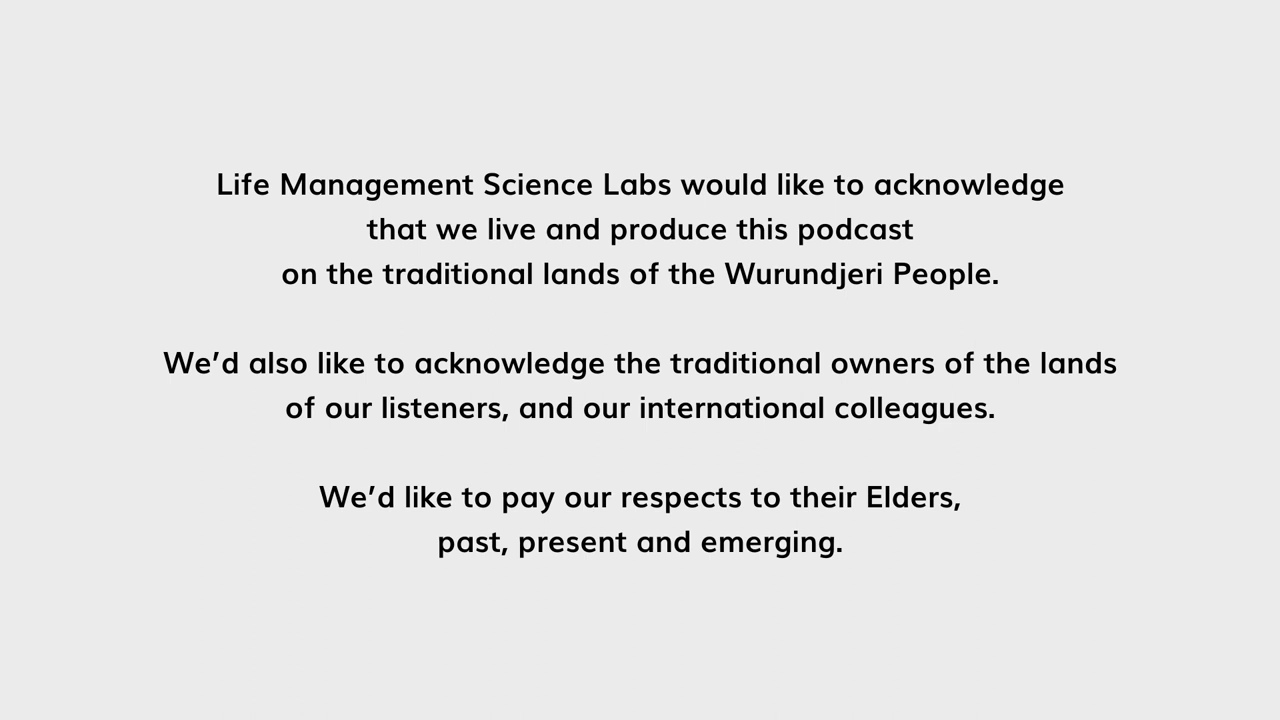 Life Management Science Labs would like to acknowledge
that we live and produce this podcast
on the traditional lands of the Wurundjeri People.
We’d also like to acknowledge the traditional owners of the lands
of our listeners, and our international colleagues.
We’d like to pay our respects to their Elders,
past, present and emerging.